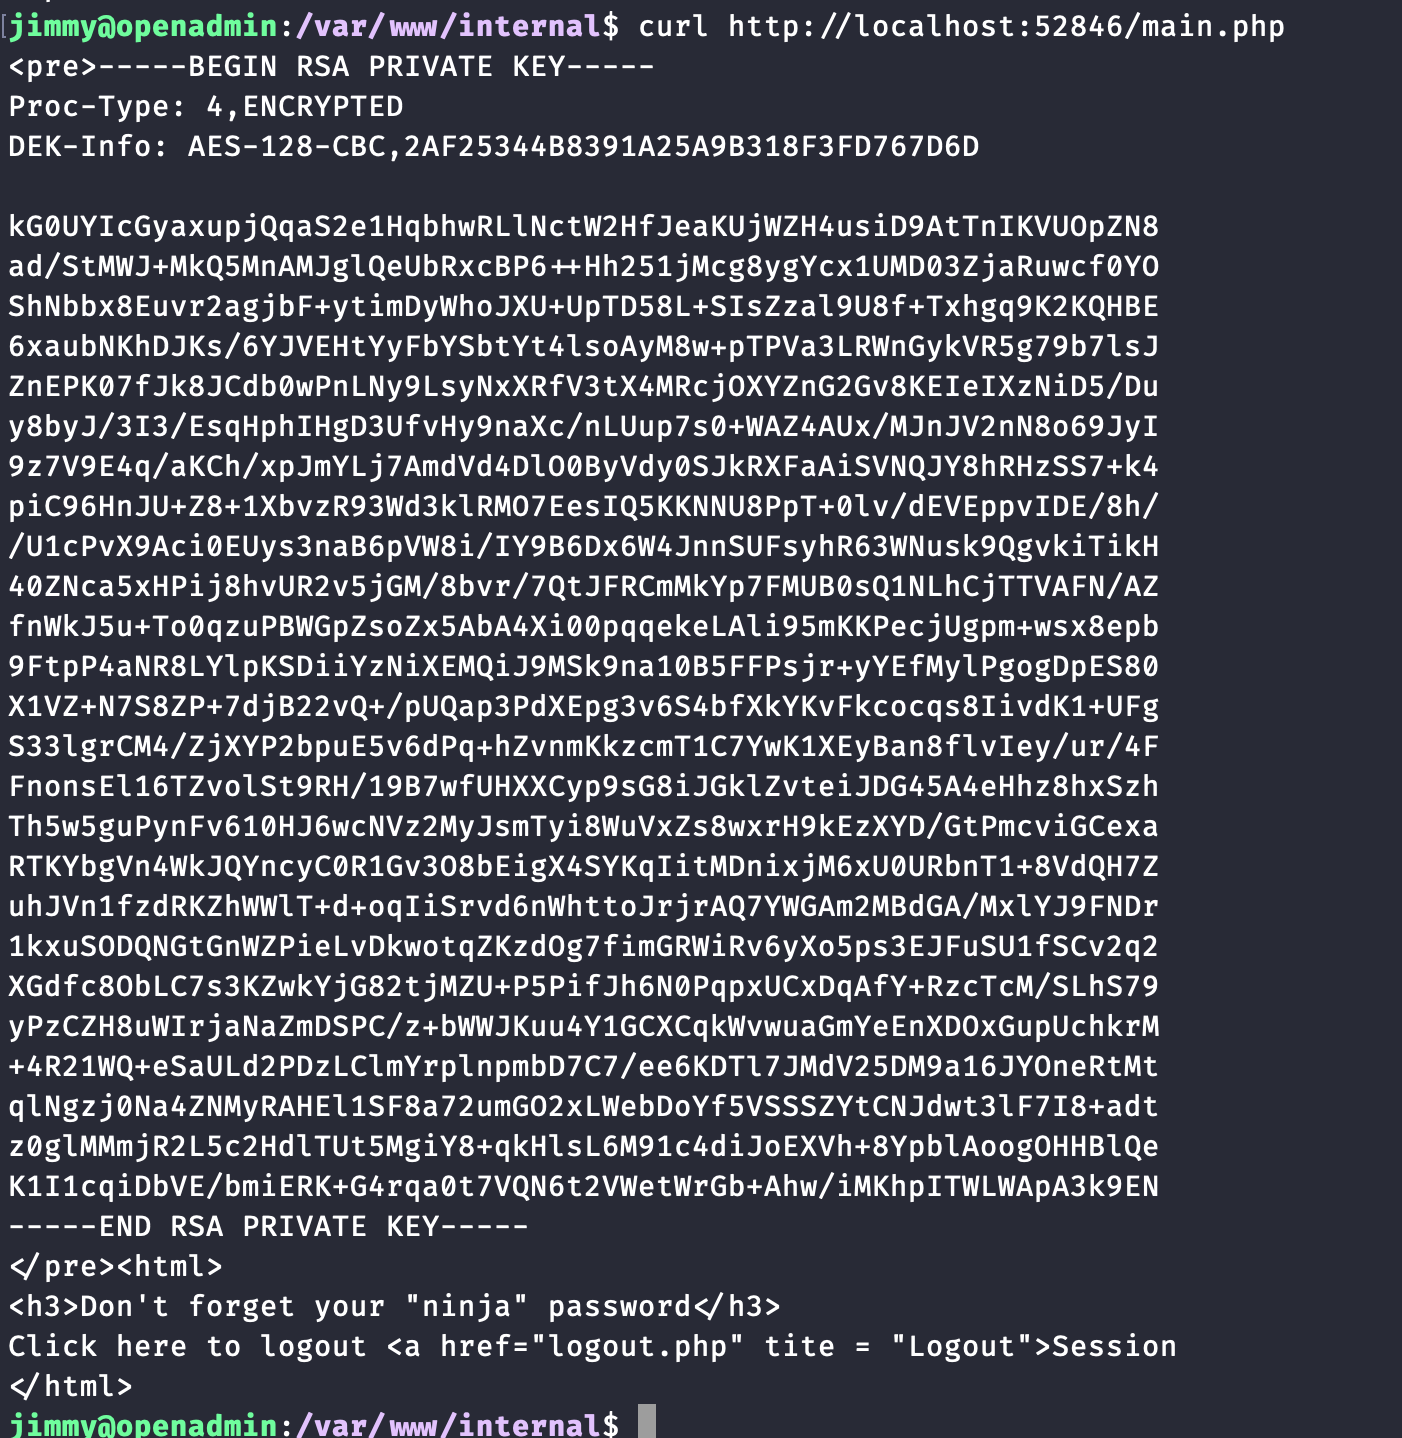 jimmy@openadmin:/var/www/internal$ curl http://localhost:52846/main.php
<pre>-----BEGIN RSA PRIVATE KEY-----
Proc-Type: 4,ENCRYPTED
DEK-Info: AES-128-CBC,2AF25344B8391A25A9B318F3FD767D6D

kG0UYIcGyaxupjQqaS2e1HqbhwRLlNctW2HfJeaKUjWZH4usiD9AtTnIKVUOpZN8
ad/StMWJ+MkQ5MnAMJglQeUbRxcBP6++Hh251jMcg8ygYcx1UMD03ZjaRuwcf0YO
ShNbbx8Euvr2agjbF+ytimDyWhoJXU+UpTD58L+SIsZzal9U8f+Txhgq9K2KQHBE
6xaubNKhDJKs/6YJVEHtYyFbYSbtYt4lsoAyM8w+pTPVa3LRWnGykVR5g79b7lsJ
ZnEPK07fJk8JCdb0wPnLNy9LsyNxXRfV3tX4MRcjOXYZnG2Gv8KEIeIXzNiD5/Du
y8byJ/3I3/EsqHphIHgD3UfvHy9naXc/nLUup7s0+WAZ4AUx/MJnJV2nN8o69JyI
9z7V9E4q/aKCh/xpJmYLj7AmdVd4DlO0ByVdy0SJkRXFaAiSVNQJY8hRHzSS7+k4
piC96HnJU+Z8+1XbvzR93Wd3klRMO7EesIQ5KKNNU8PpT+0lv/dEVEppvIDE/8h/
/U1cPvX9Aci0EUys3naB6pVW8i/IY9B6Dx6W4JnnSUFsyhR63WNusk9QgvkiTikH
40ZNca5xHPij8hvUR2v5jGM/8bvr/7QtJFRCmMkYp7FMUB0sQ1NLhCjTTVAFN/AZ
fnWkJ5u+To0qzuPBWGpZsoZx5AbA4Xi00pqqekeLAli95mKKPecjUgpm+wsx8epb
9FtpP4aNR8LYlpKSDiiYzNiXEMQiJ9MSk9na10B5FFPsjr+yYEfMylPgogDpES80
X1VZ+N7S8ZP+7djB22vQ+/pUQap3PdXEpg3v6S4bfXkYKvFkcocqs8IivdK1+UFg
S33lgrCM4/ZjXYP2bpuE5v6dPq+hZvnmKkzcmT1C7YwK1XEyBan8flvIey/ur/4F
FnonsEl16TZvolSt9RH/19B7wfUHXXCyp9sG8iJGklZvteiJDG45A4eHhz8hxSzh
Th5w5guPynFv610HJ6wcNVz2MyJsmTyi8WuVxZs8wxrH9kEzXYD/GtPmcviGCexa
RTKYbgVn4WkJQYncyC0R1Gv3O8bEigX4SYKqIitMDnixjM6xU0URbnT1+8VdQH7Z
uhJVn1fzdRKZhWWlT+d+oqIiSrvd6nWhttoJrjrAQ7YWGAm2MBdGA/MxlYJ9FNDr
1kxuSODQNGtGnWZPieLvDkwotqZKzdOg7fimGRWiRv6yXo5ps3EJFuSU1fSCv2q2
XGdfc8ObLC7s3KZwkYjG82tjMZU+P5PifJh6N0PqpxUCxDqAfY+RzcTcM/SLhS79
yPzCZH8uWIrjaNaZmDSPC/z+bWWJKuu4Y1GCXCqkWvwuaGmYeEnXDOxGupUchkrM
+4R21WQ+eSaULd2PDzLClmYrplnpmbD7C7/ee6KDTl7JMdV25DM9a16JYOneRtMt
qlNgzj0Na4ZNMyRAHEl1SF8a72umGO2xLWebDoYf5VSSSZYtCNJdwt3lF7I8+adt
z0glMMmjR2L5c2HdlTUt5MgiY8+qkHlsL6M91c4diJoEXVh+8YpblAoogOHHBlQe
K1I1cqiDbVE/bmiERK+G4rqa0t7VQN6t2VWetWrGb+Ahw/iMKhpITWLWApA3k9EN
-----END RSA PRIVATE KEY-----
</pre><html>
<h3>Don't forget your "ninja" password</h3>
Click here to logout <a href="logout.php" tite = "Logout">Session
</html>
jimmy@openadmin:/var/www/internal$